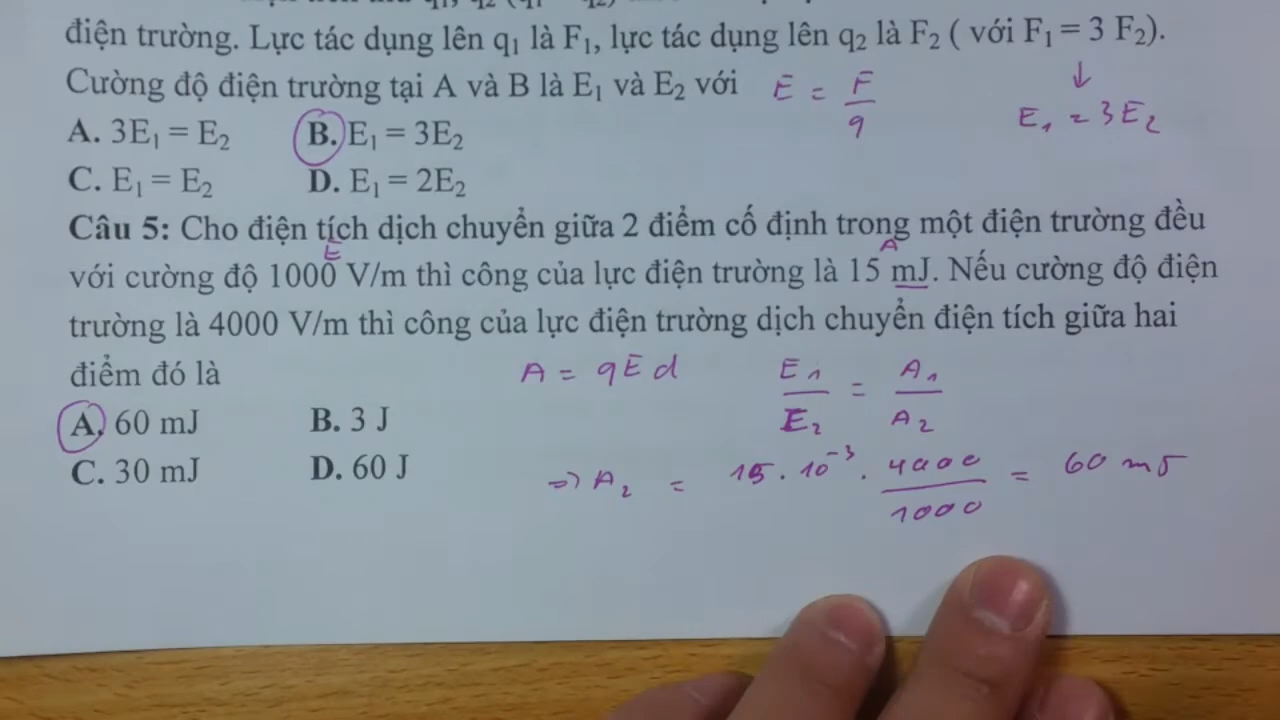 điện trường. Lực tác dụng lên q₁ là F₁, lực tác dụng lên q₂ là F₂ ( với F₁ = 3 F₂).
Cường độ điện trường tại A và B là E₁ và E₂ với E = F/q
↓
E₁ = 3E₂
A. 3E₁ = E₂ B. E₁ = 3E₂
C. E₁ = E₂ D. E₁ = 2E₂
Câu 5: Cho điện tích dịch chuyển giữa 2 điểm cố định trong một điện trường đều
E A
với cường độ 1000 V/m thì công của lực điện trường là 15 mJ. Nếu cường độ điện
trường là 4000 V/m thì công của lực điện trường dịch chuyển điện tích giữa hai
điểm đó là
A = qEd E₁/E₂ = A₁/A₂
A. 60 mJ B. 3 J
C. 30 mJ D. 60 J
=> A₂ = 15.10⁻³ . 4000/1000 = 60 mJ